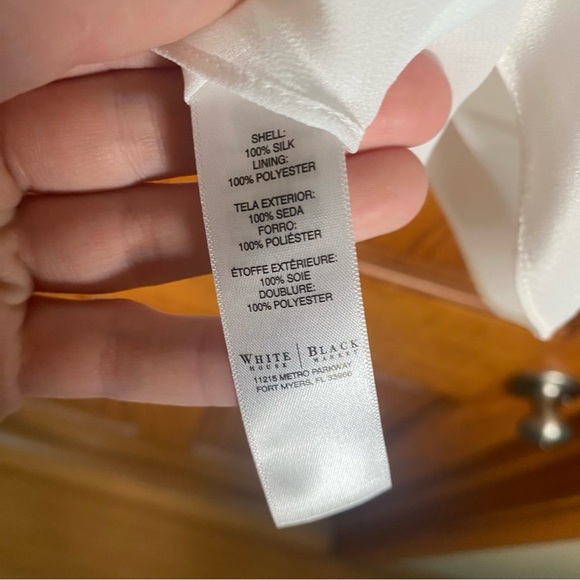 SHELL:
100% SILK
LINING:
100% POLYESTER
TELA EXTERIOR:
100% SEDA
FORRO:
100% POLIÉSTER
ÉTOFFE EXTÉRIEURE:
100% SOIE
DOUBLURE:
100% POLYESTER
WHITE | BLACK
HOUSE | MARKET
11215 METRO PARKWAY
FORT MYERS, FL 33966